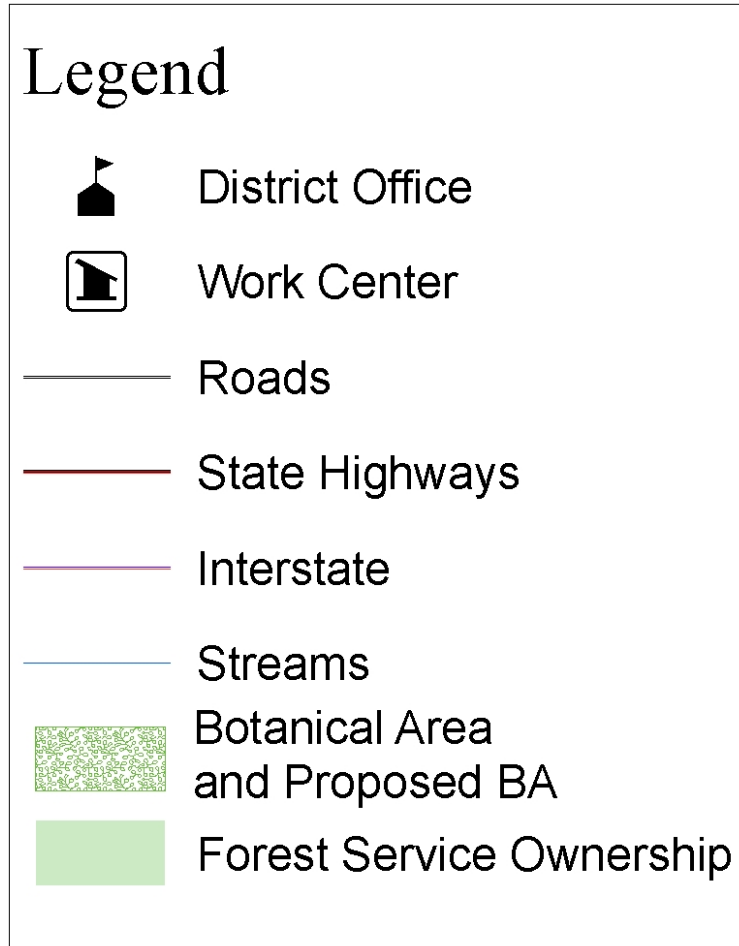 Legend
District Office
Work Center
Roads
State Highways
Interstate
Streams
Botanical Area
and Proposed BA
Forest Service Ownership